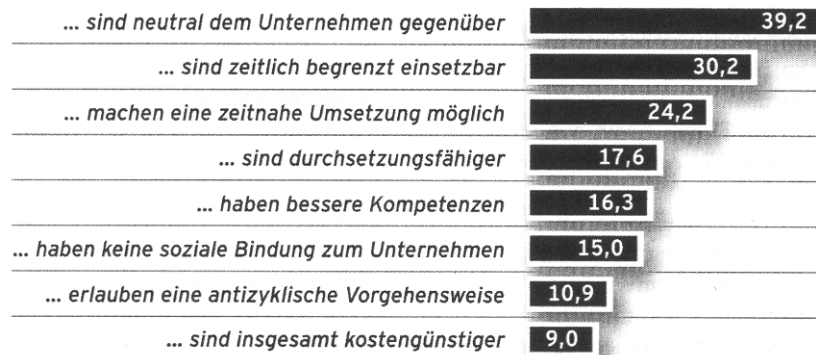 ... sind neutral dem Unternehmen gegenüber 39,2
... sind zeitlich begrenzt einsetzbar 30,2
... machen eine zeitnahe Umsetzung möglich 24,2
... sind durchsetzungsfähiger 17,6
... haben bessere Kompetenzen 16,3
... haben keine soziale Bindung zum Unternehmen 15,0
... erlauben eine antizyklische Vorgehensweise 10,9
... sind insgesamt kostengünstiger 9,0